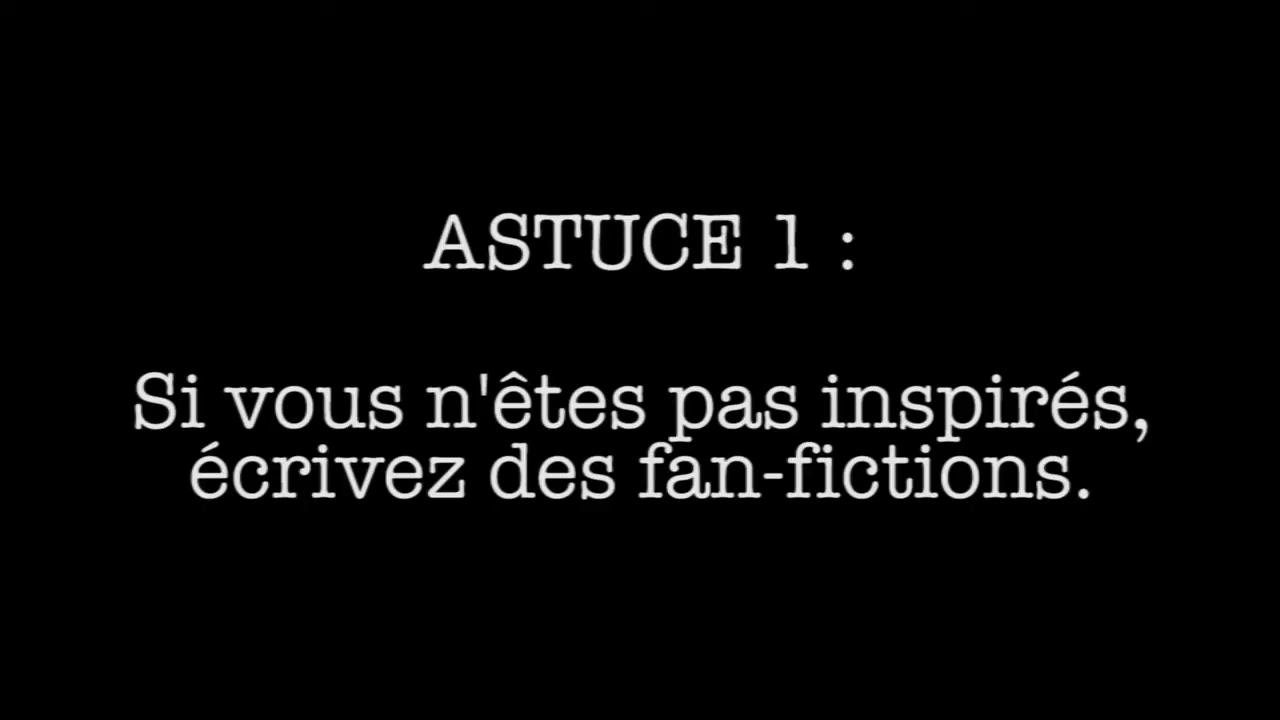 ASTUCE 1 :
Si vous n'êtes pas inspirés,
écrivez des fan-fictions.